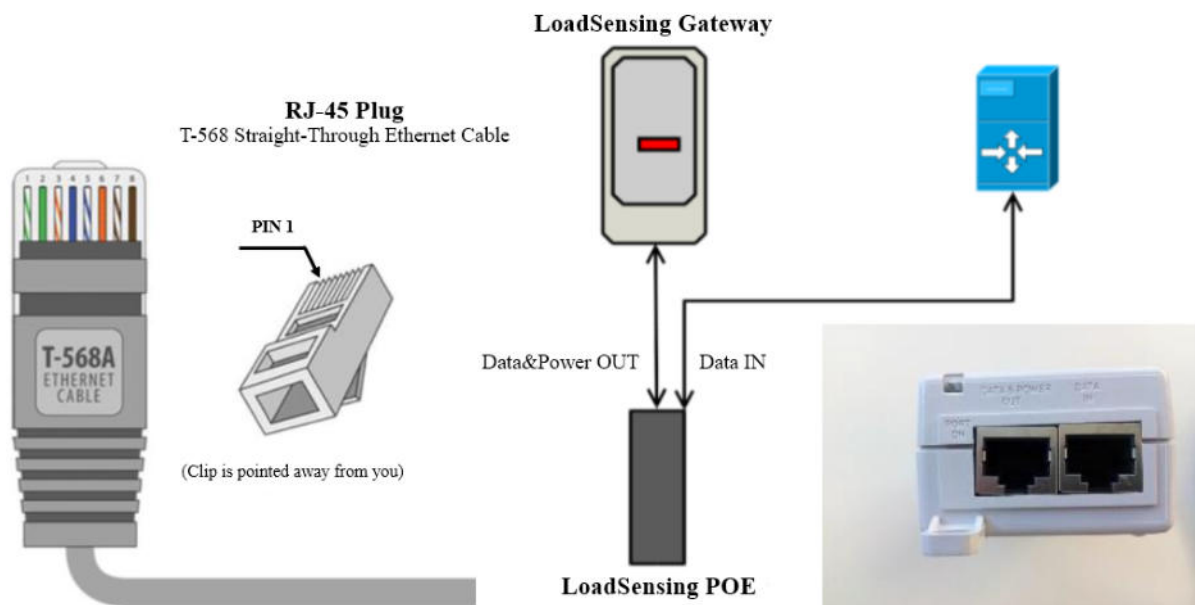 LoadSensing Gateway
RJ-45 Plug
T-568 Straight-Through Ethernet Cable
1 2 3 4 5 6 7 8
PIN 1
T-568A
ETHERNET
CABLE
(Clip is pointed away from you)
Data&Power OUT
Data IN
LoadSensing POE
DATA & POWER
OUT
DATA
IN
PORT
ON